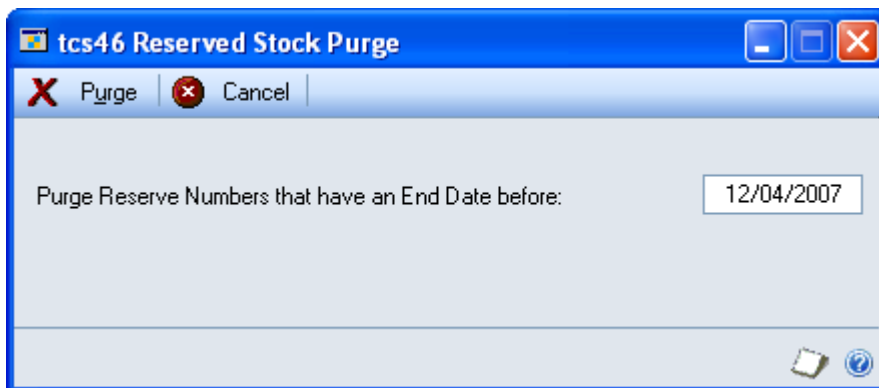 tcs46 Reserved Stock Purge
Purge Cancel
Purge Reserve Numbers that have an End Date before: 12/04/2007